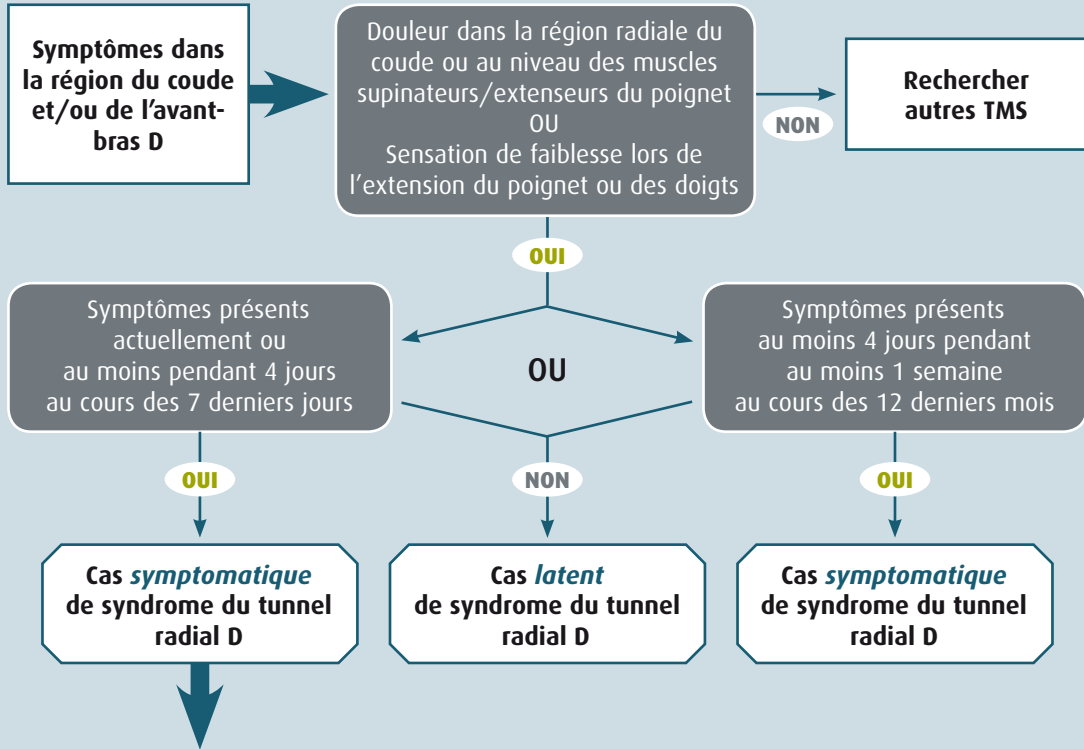 Symptômes dans
la région du coude
et/ou de l'avant-
bras D
Douleur dans la région radiale du
coude ou au niveau des muscles
supinateurs/extenseurs du poignet
OU
Sensation de faiblesse lors de
l'extension du poignet ou des doigts
NON
Rechercher
autres TMS
OUI
Symptômes présents
actuellement ou
au moins pendant 4 jours
au cours des 7 derniers jours
OU
Symptômes présents
au moins 4 jours pendant
au moins 1 semaine
au cours des 12 derniers mois
OUI
NON
OUI
Cas symptomatique
de syndrome du tunnel
radial D
Cas latent
de syndrome du tunnel
radial D
Cas symptomatique
de syndrome du tunnel
radial D